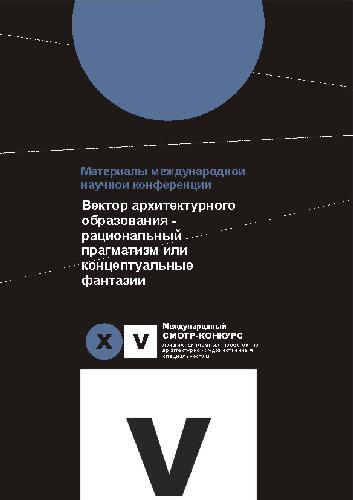 Материалы международной
научной конференции
Вектор архитектурного
образования -
рациональный
прагматизм или
концептуальные
фантазии
Международный
СМОТР-КОНКУРС
X V
V